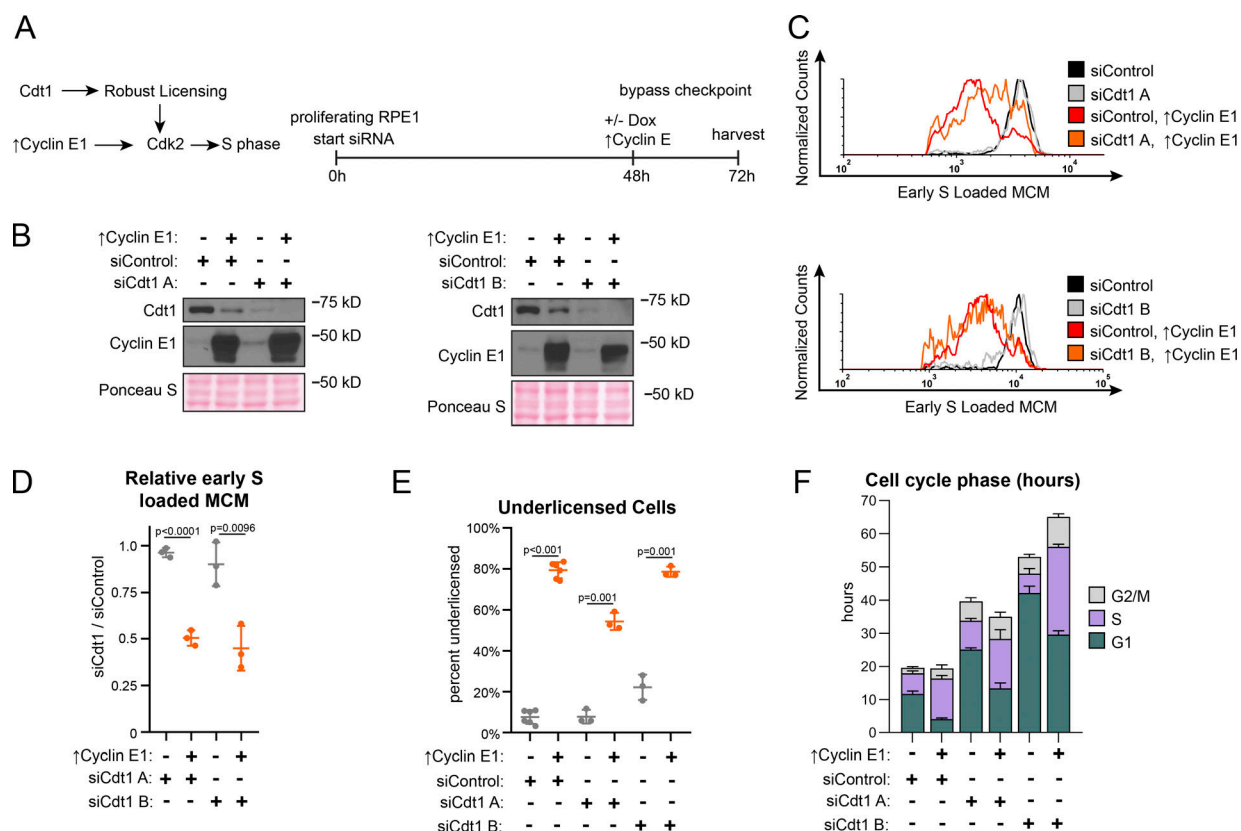 A
Cdt1
Robust Licensing
↑Cyclin E1
Cdk2
S phase
proliferating RPE1
start siRNA
bypass checkpoint
+/- Dox
↑Cyclin E
harvest
0h
48h
72h
B
↑Cyclin E1: - + - +
siControl: + + - -
siCdt1 A: - - + +
Cdt1
–75 kD
Cyclin E1
–50 kD
Ponceau S
–50 kD
↑Cyclin E1: - + - +
siControl: + + - -
siCdt1 B: - - + +
Cdt1
–75 kD
Cyclin E1
–50 kD
Ponceau S
–50 kD
C
Normalized Counts
10² 10³ 10⁴
Early S Loaded MCM
siControl
siCdt1 A
siControl, ↑Cyclin E1
siCdt1 A, ↑Cyclin E1
Normalized Counts
10² 10³ 10⁴ 10⁵
Early S Loaded MCM
siControl
siCdt1 B
siControl, ↑Cyclin E1
siCdt1 B, ↑Cyclin E1
D
Relative early S
loaded MCM
siCdt1 / siControl
p<0.0001
p=0.0096
1.0
0.5
0.25
0
↑Cyclin E1: - + - +
siCdt1 A: + + - -
siCdt1 B: - - + +
E
Underlicensed Cells
percent underlicensed
100%
80%
60%
40%
20%
0%
p<0.001
p=0.001
p=0.001
↑Cyclin E1: - + - + - +
siControl: + + - - - -
siCdt1 A: - - + + - -
siCdt1 B: - - - - + +
F
Cell cycle phase (hours)
hours
70
60
50
40
30
20
10
0
G2/M
S
G1
↑Cyclin E1: - + - + - +
siControl: + + - - - -
siCdt1 A: - - + + - -
siCdt1 B: - - - - + +